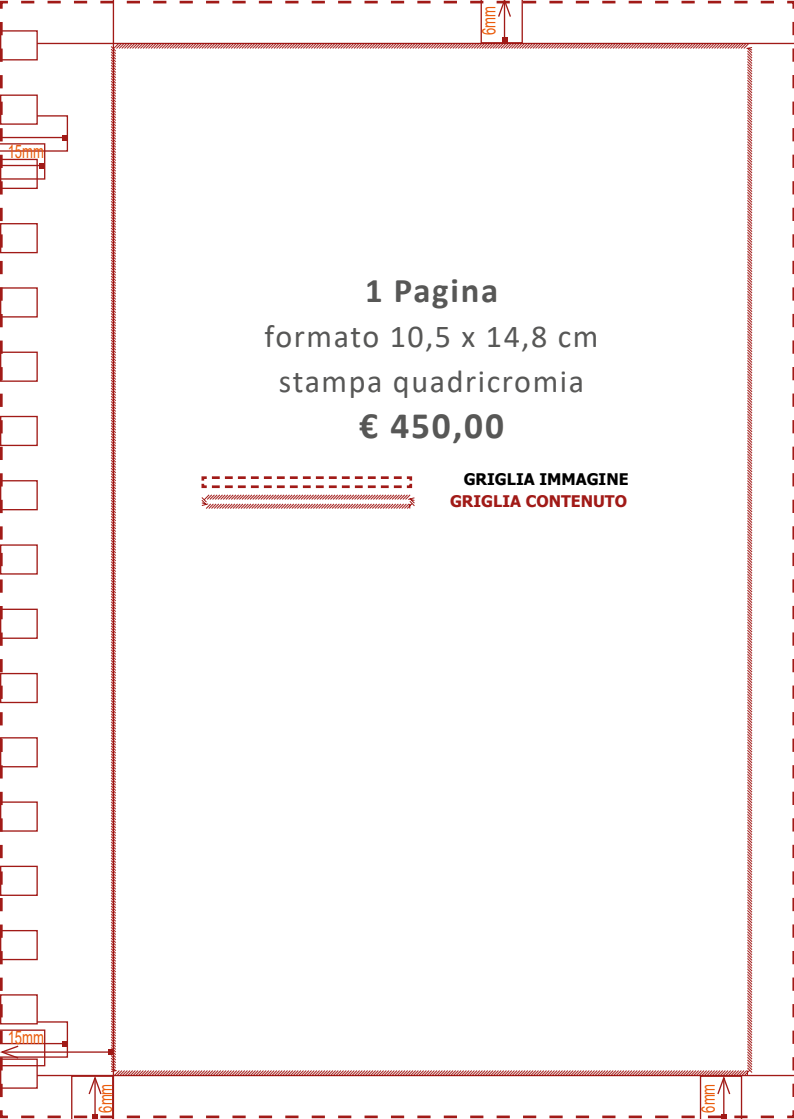 6mm
15mm
1 Pagina
formato 10,5 x 14,8 cm
stampa quadricromia
€ 450,00
GRIGLIA IMMAGINE
GRIGLIA CONTENUTO
15mm
6mm
6mm